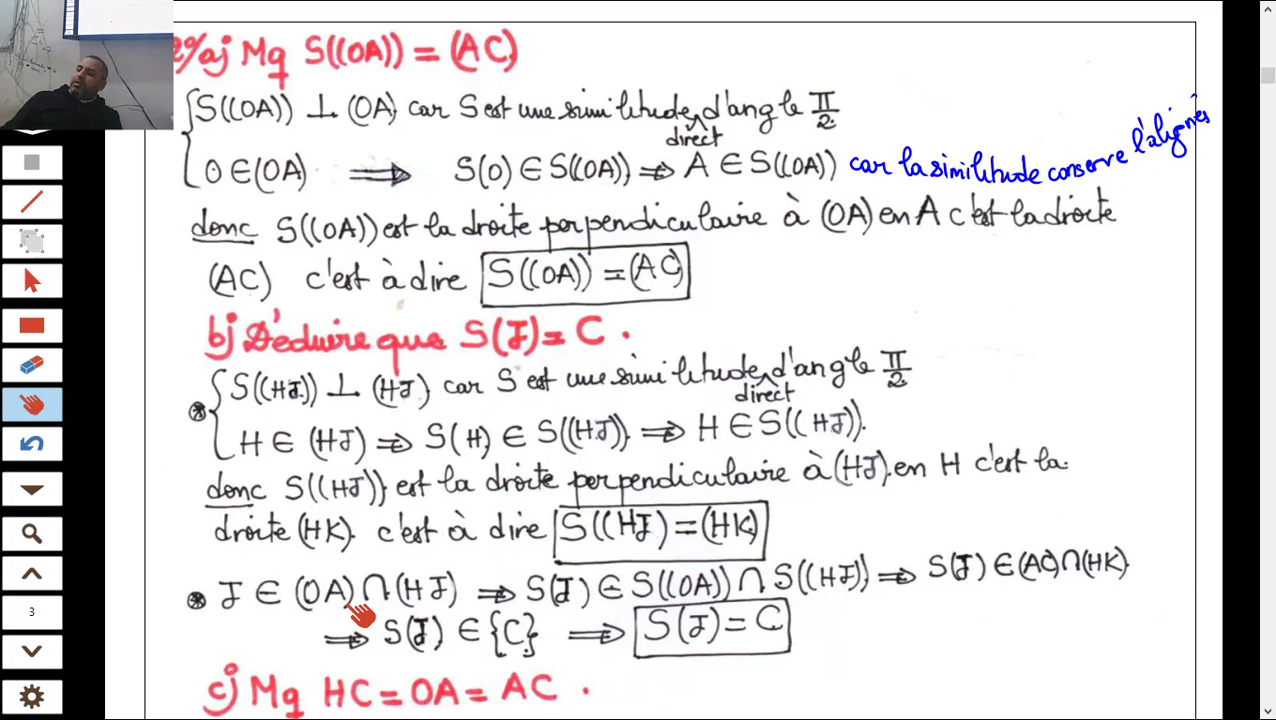 2°/a) Mq S((OA)) = (AC)
{ S((OA)) ⊥ (OA) car S est une similitude direct d'angle π/2
O ∈ (OA) ⟹ S(O) ∈ S((OA)) ⟹ A ∈ S((OA)) car la similitude conserve l'alignés
donc S((OA)) est la droite perpendiculaire à (OA) en A c'est la droite
(AC) c'est à dire S((OA)) = (AC)
b) Déduire que S(J) = C .
* { S((HJ)) ⊥ (HJ) car S est une similitude direct d'angle π/2
H ∈ (HJ) ⟹ S(H) ∈ S((HJ)) ⟹ H ∈ S((HJ)).
donc S((HJ)) est la droite perpendiculaire à (HJ) en H c'est la
droite (HK). c'est à dire S((HJ)) = (HK)
* J ∈ (OA) ∩ (HJ) ⟹ S(J) ∈ S((OA)) ∩ S((HJ)) ⟹ S(J) ∈ (AC) ∩ (HK).
⟹ S(J) ∈ {C} ⟹ S(J) = C
c) Mq HC = OA = AC .
3